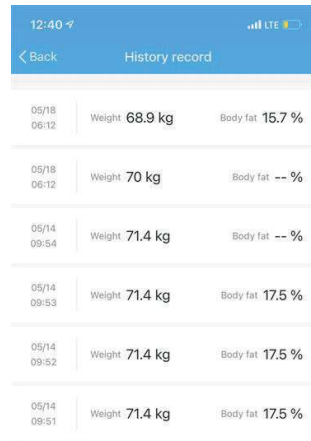 12:40 LTE
Back History record
05/18
06:12
Weight 68.9 kg Body fat 15.7 %
05/18
06:12
Weight 70 kg Body fat -- %
05/14
09:54
Weight 71.4 kg Body fat -- %
05/14
09:53
Weight 71.4 kg Body fat 17.5 %
05/14
09:52
Weight 71.4 kg Body fat 17.5 %
05/14
09:51
Weight 71.4 kg Body fat 17.5 %